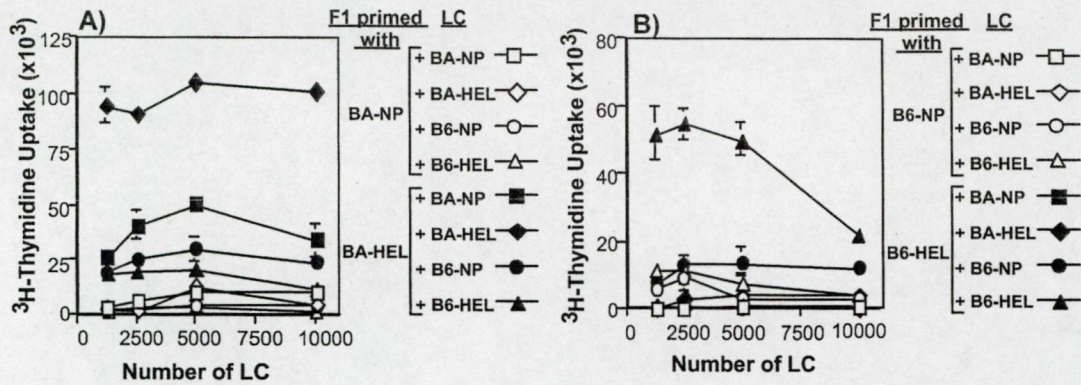 A)
F1 primed LC
with
³H-Thymidine Uptake (x10³)
125
100
75
50
25
0
0 2500 5000 7500 10000
Number of LC
BA-NP
+ BA-NP
+ BA-HEL
+ B6-NP
+ B6-HEL
BA-HEL
+ BA-NP
+ BA-HEL
+ B6-NP
+ B6-HEL
B)
F1 primed LC
with
³H-Thymidine Uptake (x10³)
80
60
40
20
0
0 2500 5000 7500 10000
Number of LC
B6-NP
+ BA-NP
+ BA-HEL
+ B6-NP
+ B6-HEL
B6-HEL
+ BA-NP
+ BA-HEL
+ B6-NP
+ B6-HEL